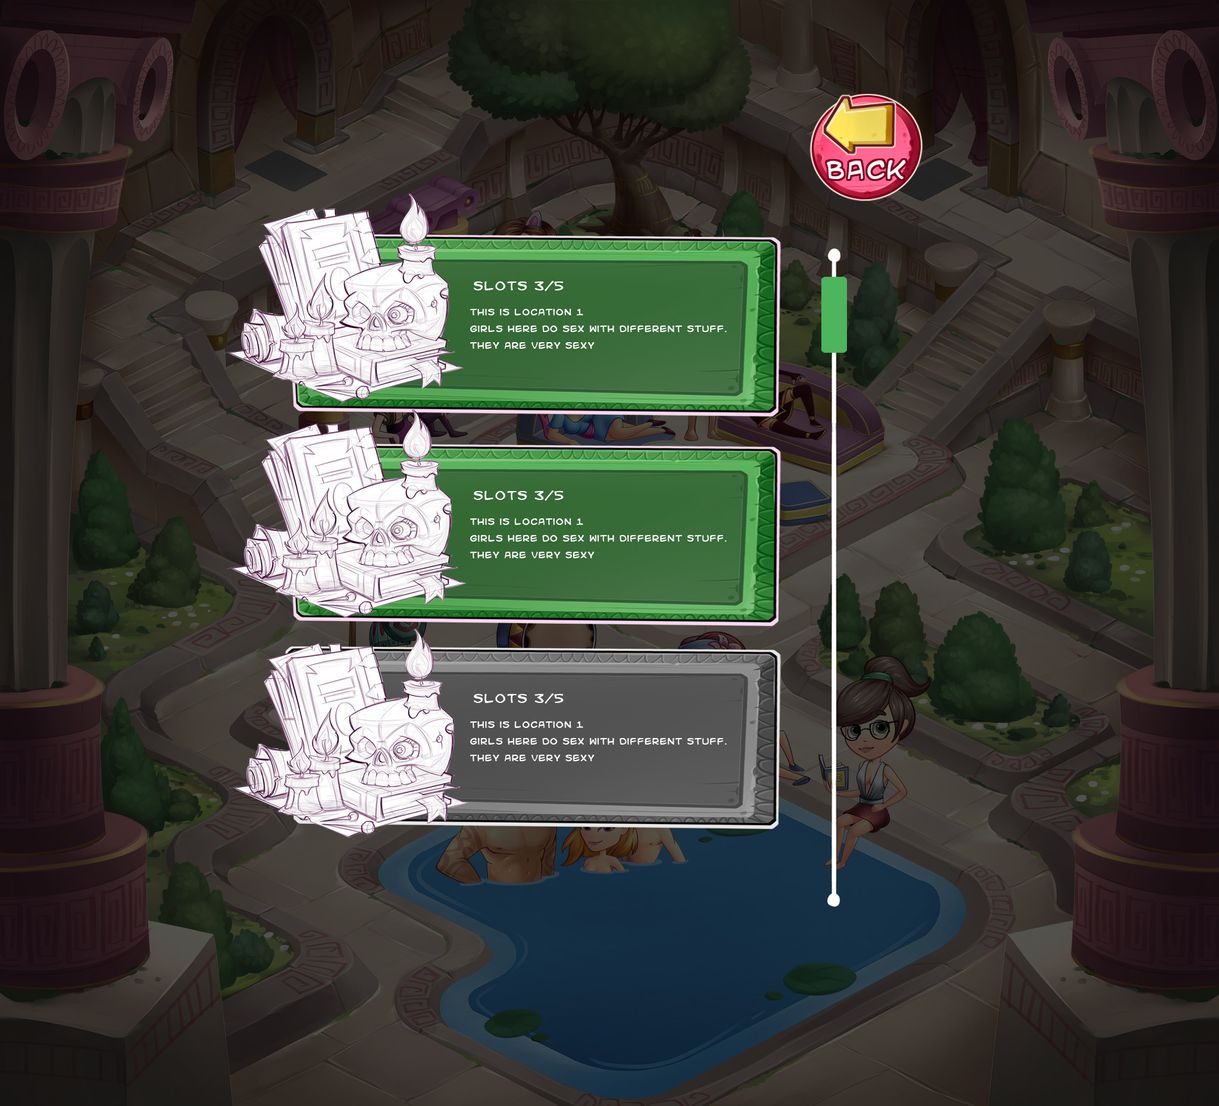 BACK
SLOTS 3/5
THIS IS LOCATION 1
GIRLS HERE DO SEX WITH DIFFERENT STUFF.
THEY ARE VERY SEXY
SLOTS 3/5
THIS IS LOCATION 1
GIRLS HERE DO SEX WITH DIFFERENT STUFF.
THEY ARE VERY SEXY
SLOTS 3/5
THIS IS LOCATION 1
GIRLS HERE DO SEX WITH DIFFERENT STUFF.
THEY ARE VERY SEXY